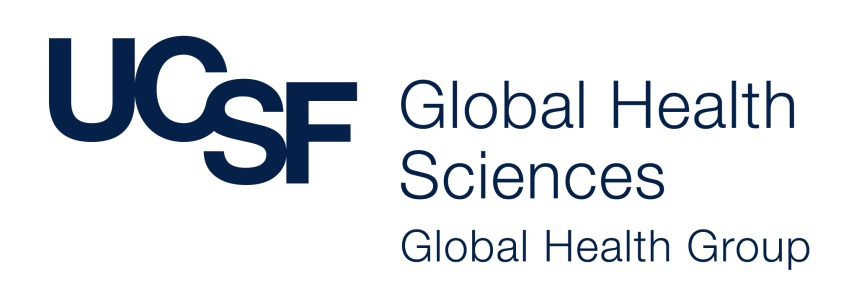 UCSF
Global Health
Sciences
Global Health Group